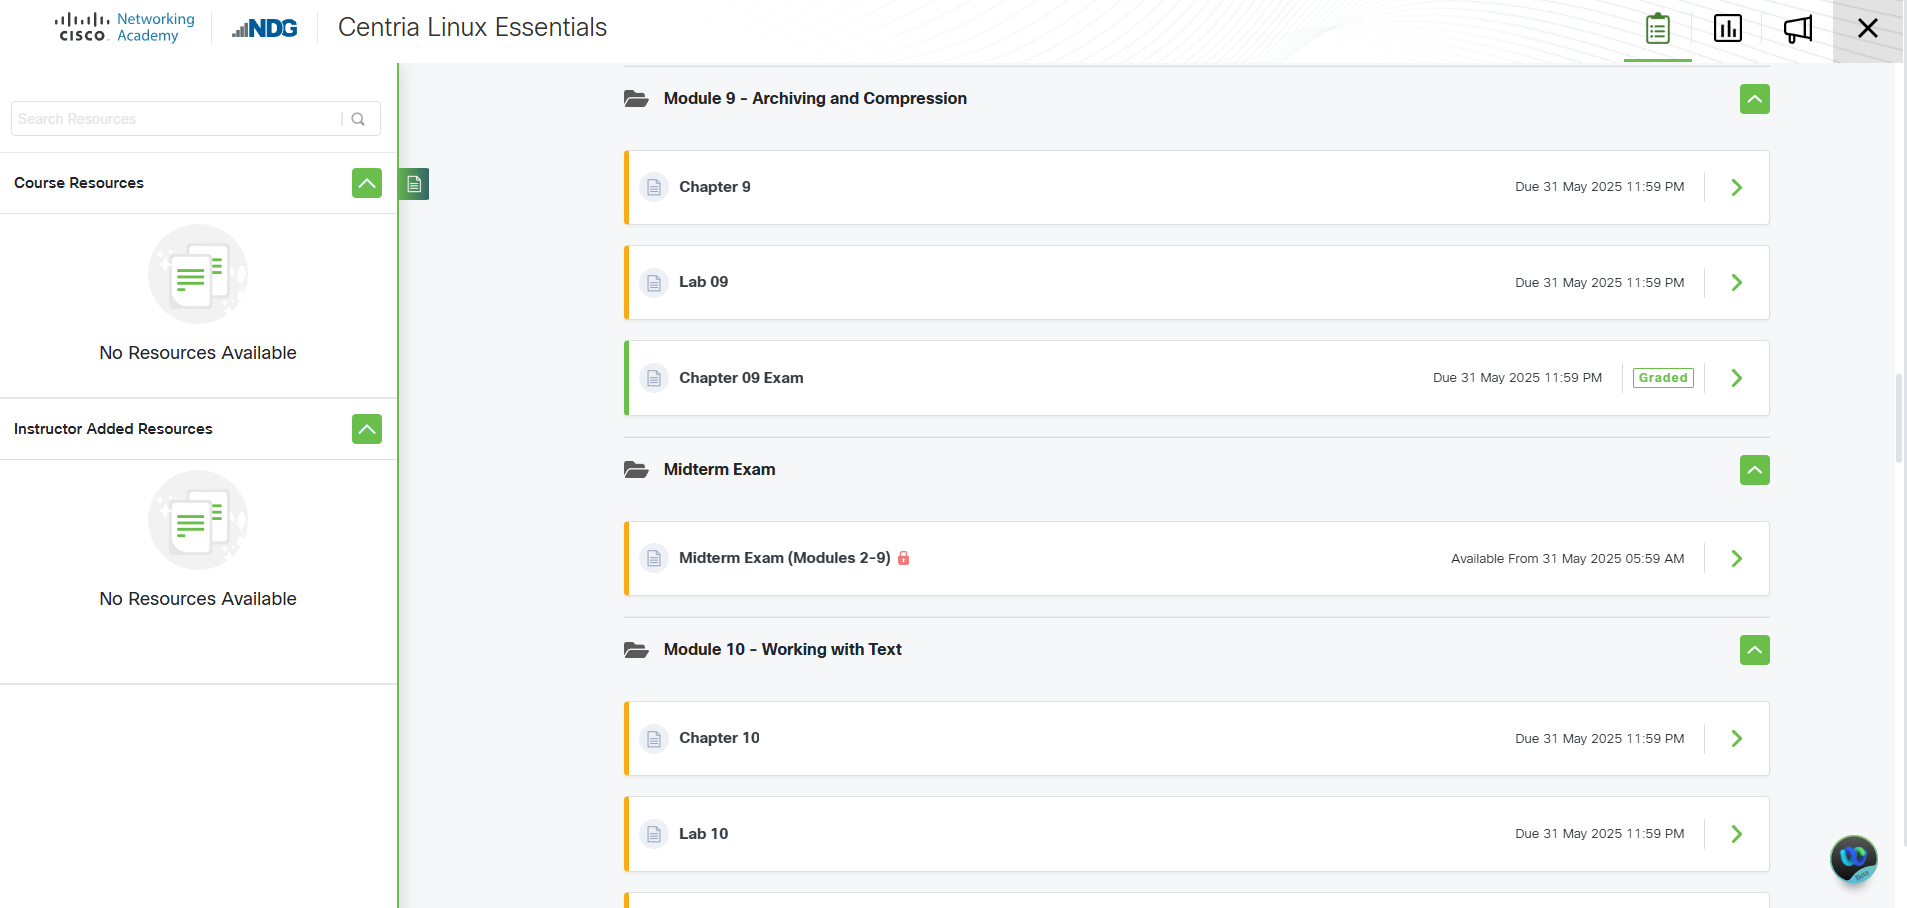 CISCO Networking Academy
NDG
Centria Linux Essentials
Search Resources
Course Resources
No Resources Available
Instructor Added Resources
No Resources Available
Module 9 - Archiving and Compression
Chapter 9 Due 31 May 2025 11:59 PM
Lab 09 Due 31 May 2025 11:59 PM
Chapter 09 Exam Due 31 May 2025 11:59 PM Graded
Midterm Exam
Midterm Exam (Modules 2-9) Available From 31 May 2025 05:59 AM
Module 10 - Working with Text
Chapter 10 Due 31 May 2025 11:59 PM
Lab 10 Due 31 May 2025 11:59 PM
Beta